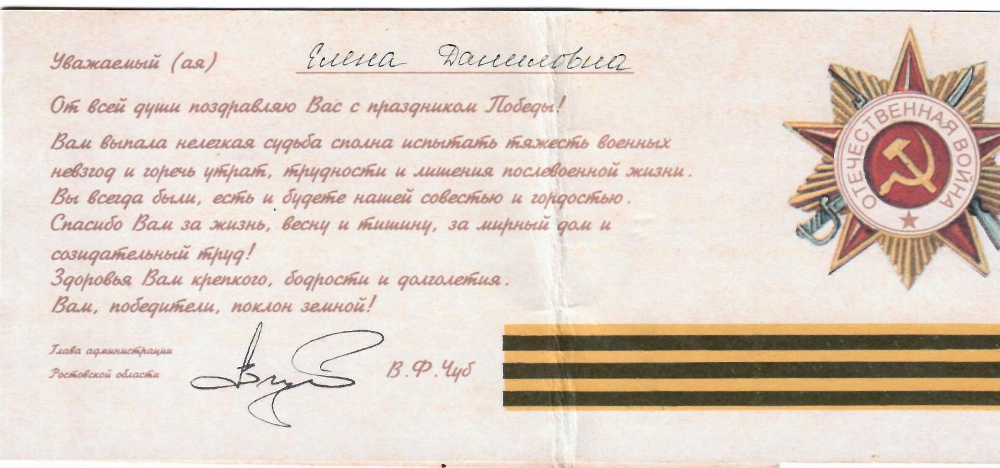 Уважаемый (ая) Елена Даниловна
От всей души поздравляю Вас с праздником Победы!
Вам выпала нелегкая судьба сполна испытать тяжесть военных
невзгод и горечь утрат, трудности и лишения послевоенной жизни.
Вы всегда были, есть и будете нашей совестью и гордостью.
Спасибо Вам за жизнь, весну и тишину, за мирный дом и
созидательный труд!
Здоровья Вам крепкого, бодрости и долголетия.
Вам, победители, поклон земной!
Глава администрации
Ростовской области
В.Ф.Чуб
ОТЕЧЕСТВЕННАЯ ВОЙНА